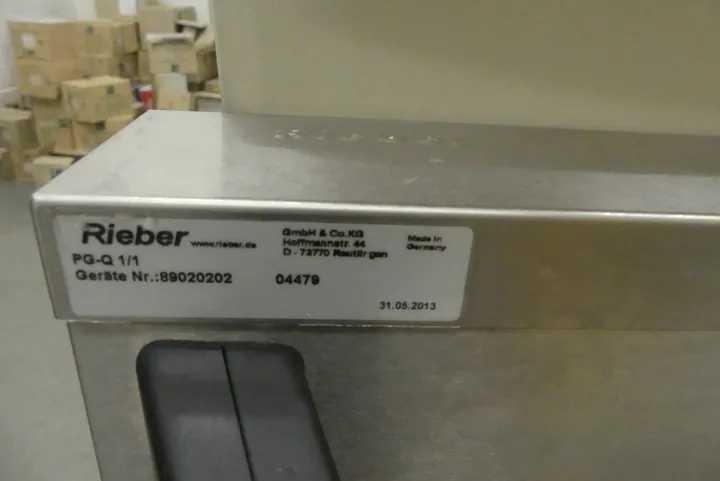 Rieber www.rieber.de
GmbH & Co.KG
Hoffmannstr. 44
D - 72770 Reutlingen
Made in
Germany
PG-Q 1/1
Geräte Nr.:89020202 04479
31.05.2013